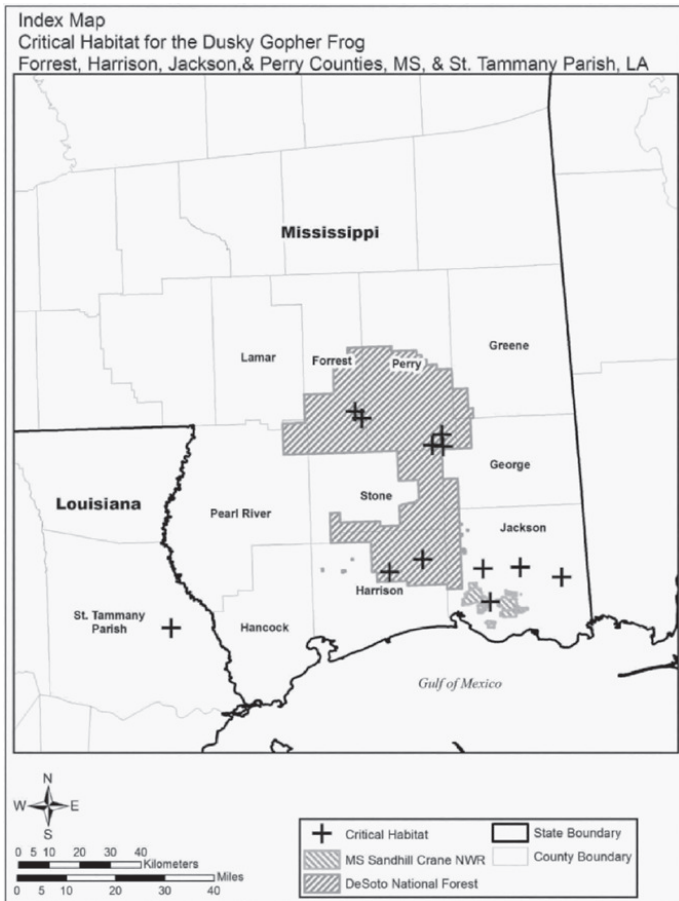 Index Map
Critical Habitat for the Dusky Gopher Frog
Forrest, Harrison, Jackson,& Perry Counties, MS, & St. Tammany Parish, LA
Mississippi
Greene
Lamar
Forrest
Perry
George
Louisiana
Stone
Pearl River
Jackson
Harrison
St. Tammany
Parish
Hancock
Gulf of Mexico
N
W
E
S
0 5 10 20 30 40
Kilometers
0 5 10 20 30 40
Miles
Critical Habitat
State Boundary
MS Sandhill Crane NWR
County Boundary
DeSoto National Forest